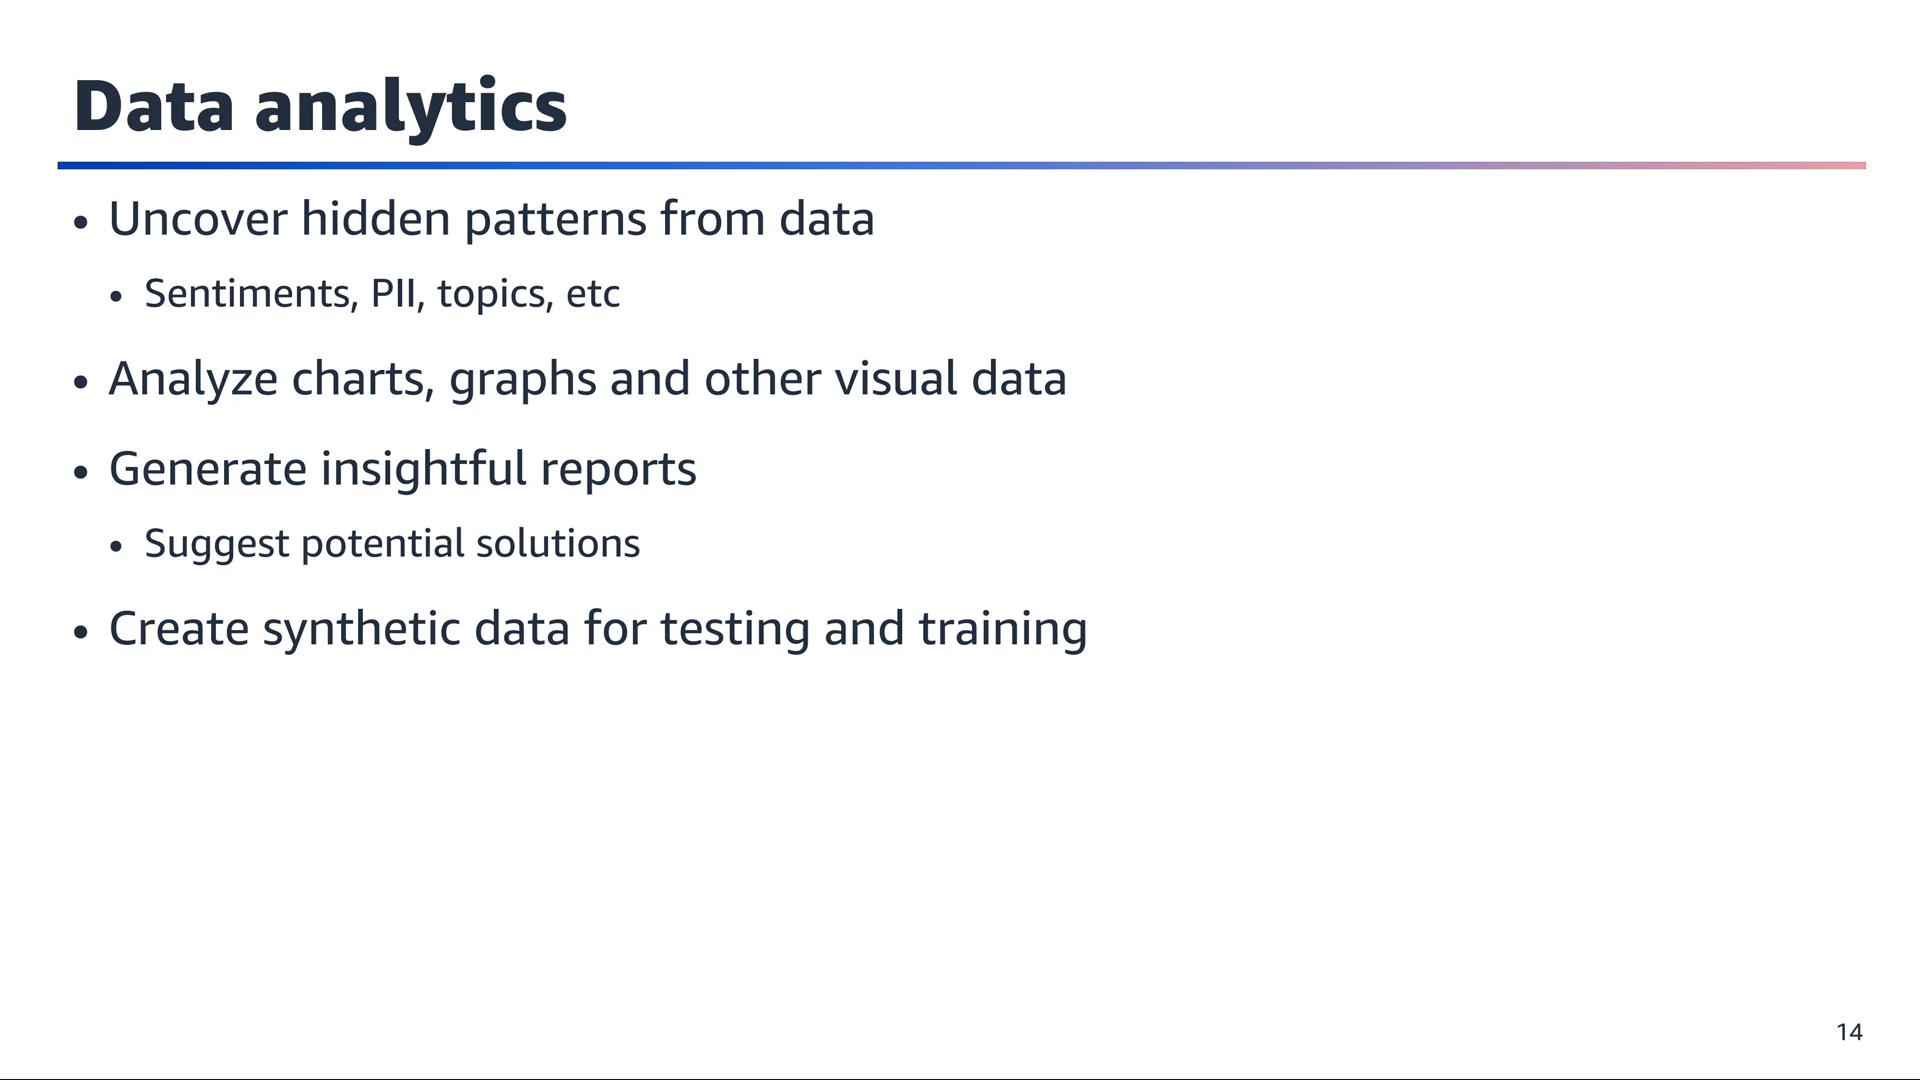 Data analytics
• Uncover hidden patterns from data
• Sentiments, PII, topics, etc
• Analyze charts, graphs and other visual data
• Generate insightful reports
• Suggest potential solutions
• Create synthetic data for testing and training
14